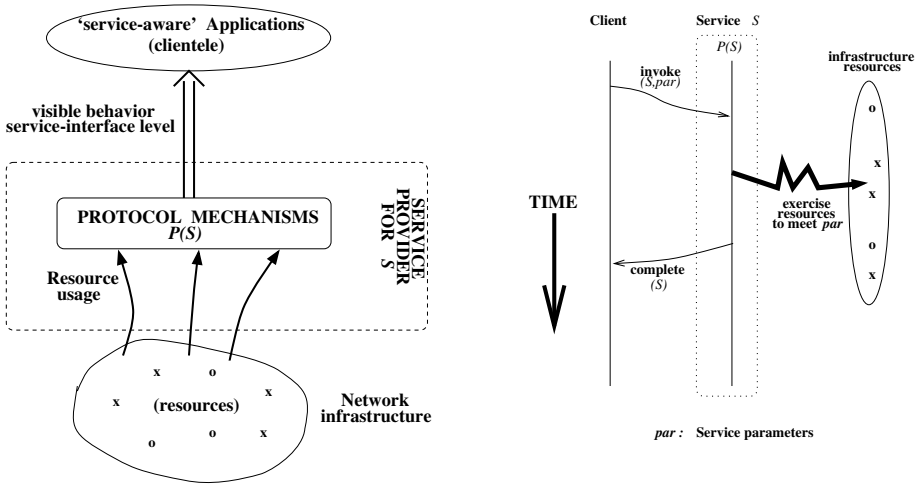 ‘service-aware’ Applications
(clientele)
visible behavior
service-interface level
PROTOCOL MECHANISMS
P(S)
SERVICE
PROVIDER
FOR S
Resource
usage
x
o
x
x
(resources)
o
o
x
Network
infrastructure
Client
Service S
P(S)
infrastructure
resources
invoke
(S,par)
o
x
x
TIME
exercise
resources
to meet par
o
x
complete
(S)
par : Service parameters